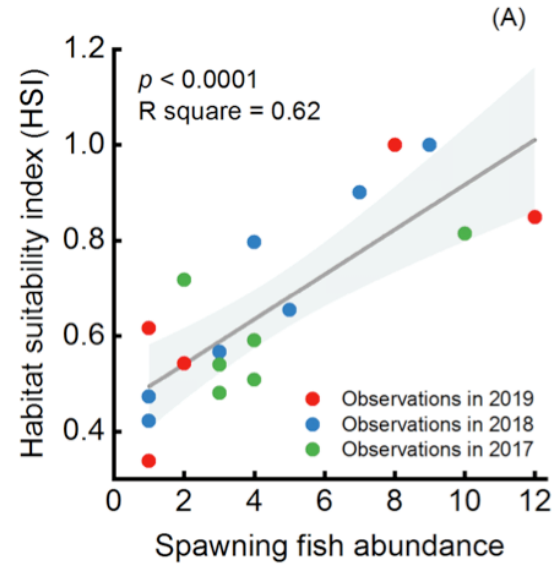 (A)
1.2
p < 0.0001
R square = 0.62
1.0
0.8
0.6
0.4
Habitat suitability index (HSI)
Observations in 2019
Observations in 2018
Observations in 2017
0 2 4 6 8 10 12
Spawning fish abundance